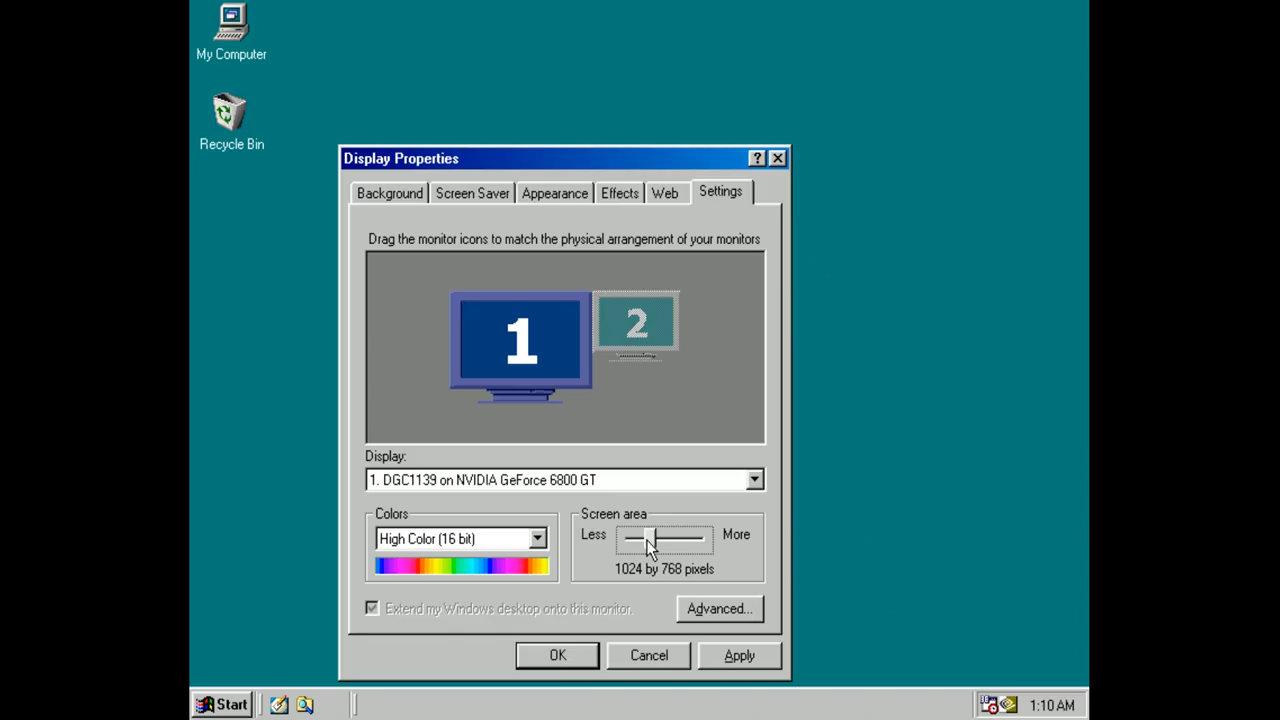 My Computer
Recycle Bin
Display Properties
Background Screen Saver Appearance Effects Web Settings
Drag the monitor icons to match the physical arrangement of your monitors
1 2
Display:
1. DGC1139 on NVIDIA GeForce 6800 GT
Colors Screen area
High Color (16 bit) Less More
1024 by 768 pixels
Extend my Windows desktop onto this monitor.
Advanced...
OK Cancel Apply
Start 1:10 AM